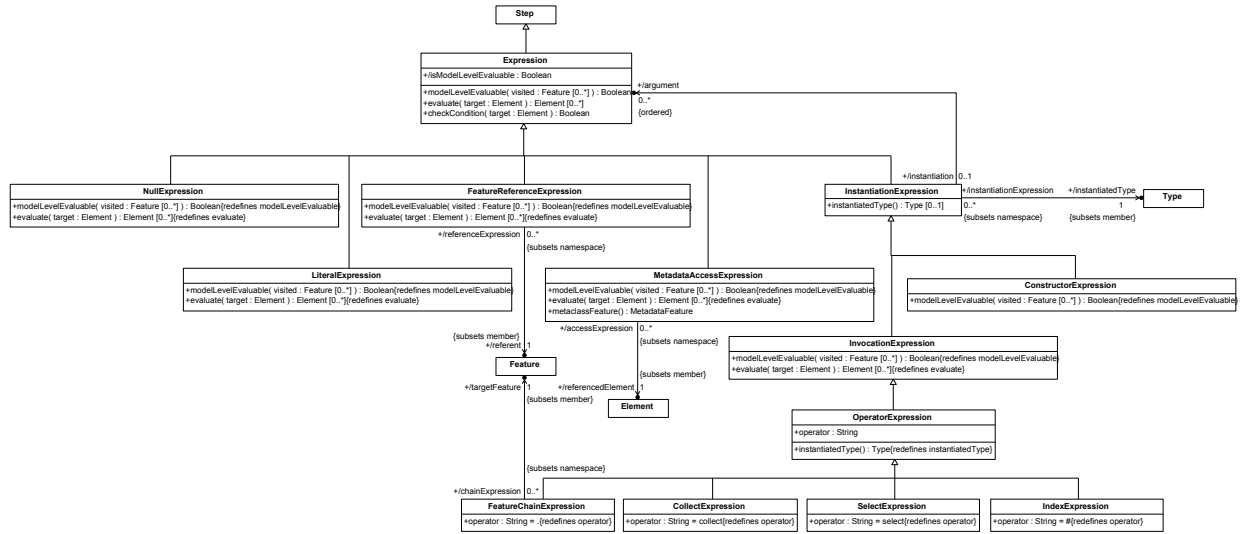 Step
Expression
+/isModelLevelEvaluable : Boolean
+modelLevelEvaluable( visited : Feature [0..*] ) : Boolean
+evaluate( target : Element ) : Element [0..*]
+checkCondition( target : Element ) : Boolean
+/argument
0..*
{ordered}
+/instantiation 0..1
NullExpression
+modelLevelEvaluable( visited : Feature [0..*] ) : Boolean{redefines modelLevelEvaluable}
+evaluate( target : Element ) : Element [0..*]{redefines evaluate}
FeatureReferenceExpression
+modelLevelEvaluable( visited : Feature [0..*] ) : Boolean{redefines modelLevelEvaluable}
+evaluate( target : Element ) : Element [0..*]{redefines evaluate}
InstantiationExpression
+instantiatedType() : Type [0..1]
+/instantiationExpression
0..*
{subsets namespace}
+/instantiatedType
1
{subsets member}
Type
+/referenceExpression 0..*
{subsets namespace}
LiteralExpression
+modelLevelEvaluable( visited : Feature [0..*] ) : Boolean{redefines modelLevelEvaluable}
+evaluate( target : Element ) : Element [0..*]{redefines evaluate}
MetadataAccessExpression
+modelLevelEvaluable( visited : Feature [0..*] ) : Boolean{redefines modelLevelEvaluable}
+evaluate( target : Element ) : Element [0..*]{redefines evaluate}
+metaclassFeature() : MetadataFeature
ConstructorExpression
+modelLevelEvaluable( visited : Feature [0..*] ) : Boolean{redefines modelLevelEvaluable}
+/accessExpression 0..*
{subsets namespace}
{subsets member}
+/referent 1
InvocationExpression
+modelLevelEvaluable( visited : Feature [0..*] ) : Boolean{redefines modelLevelEvaluable}
+evaluate( target : Element ) : Element [0..*]{redefines evaluate}
Feature
+/targetFeature 1
{subsets member}
{subsets member}
+/referencedElement 1
Element
OperatorExpression
+operator : String
+instantiatedType() : Type{redefines instantiatedType}
{subsets namespace}
+/chainExpression 0..*
FeatureChainExpression
+operator : String = .{redefines operator}
CollectExpression
+operator : String = collect{redefines operator}
SelectExpression
+operator : String = select{redefines operator}
IndexExpression
+operator : String = #{redefines operator}